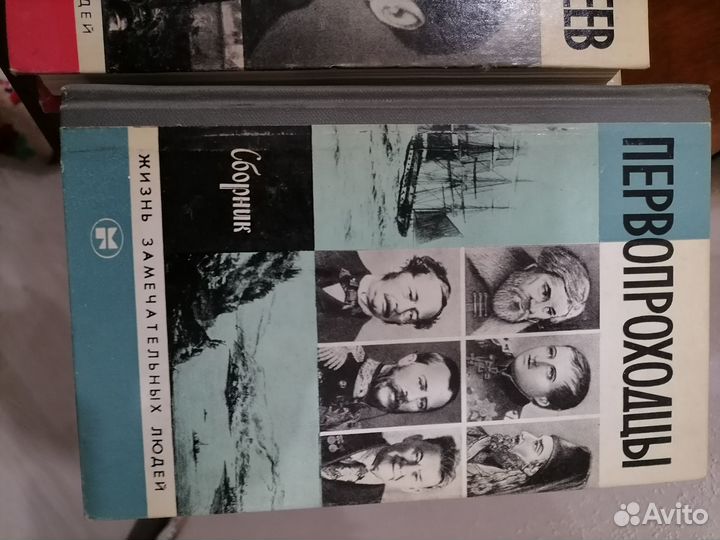 ДЕЙ
ЕЕВ
ЖИЗНЬ ЗАМЕЧАТЕЛЬНЫХ ЛЮДЕЙ
Сборник
ПЕРВОПРОХОДЦЫ
Avito